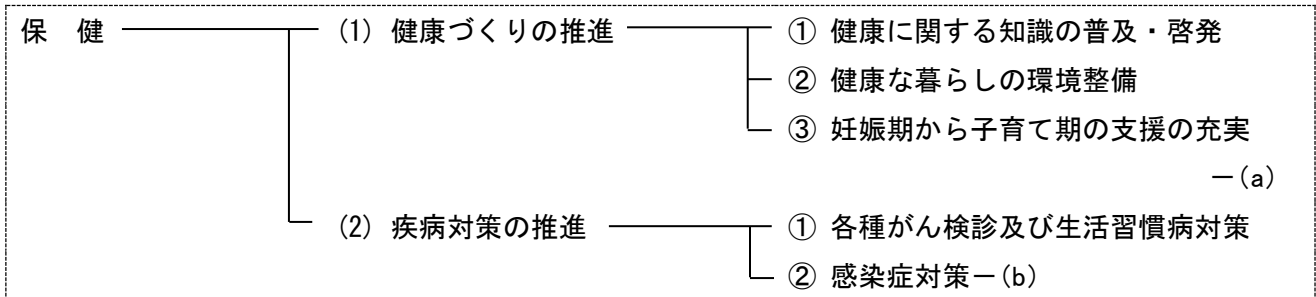 保　健　(1) 健康づくりの推進　① 健康に関する知識の普及・啓発
② 健康な暮らしの環境整備
③ 妊娠期から子育て期の支援の充実
－(a)
(2) 疾病対策の推進　① 各種がん検診及び生活習慣病対策
② 感染症対策－(b)